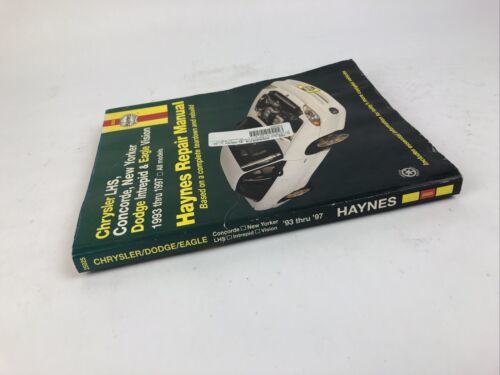 Chrysler LHS,
Concorde, New Yorker
Dodge Intrepid & Eagle Vision
1993 thru 1997 □ All models
Haynes Repair Manual
Based on a complete teardown and rebuild
25025
CHRYSLER/DODGE/EAGLE
Concorde □ New Yorker
LHS □ Intrepid □ Vision
'93 thru '97
HAYNES